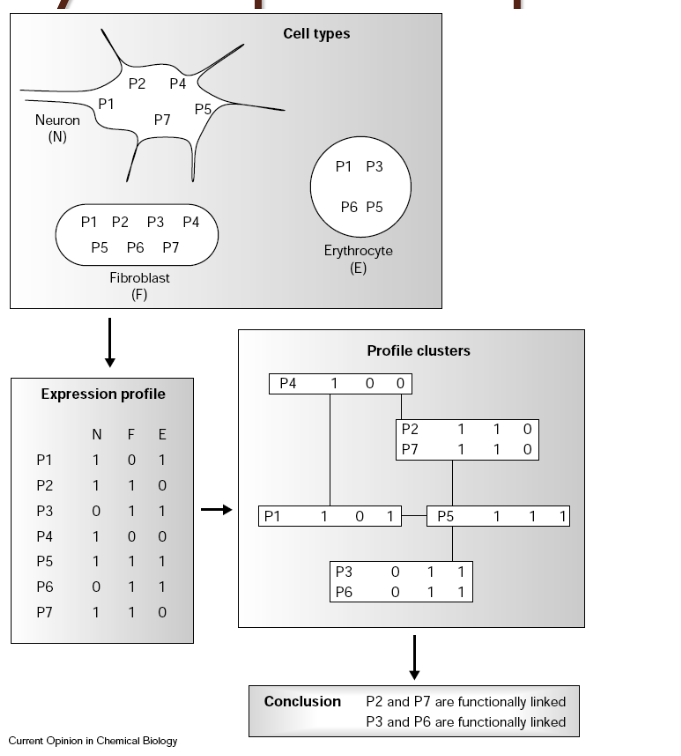 Cell types
P2 P4
P1 P5
P7
Neuron
(N)
P1 P3
P6 P5
Erythrocyte
(E)
P1 P2 P3 P4
P5 P6 P7
Fibroblast
(F)
Expression profile
N F E
P1 1 0 1
P2 1 1 0
P3 0 1 1
P4 1 0 0
P5 1 1 1
P6 0 1 1
P7 1 1 0
Profile clusters
P4 1 0 0
P2 1 1 0
P7 1 1 0
P1 1 0 1
P5 1 1 1
P3 0 1 1
P6 0 1 1
Conclusion P2 and P7 are functionally linked
P3 and P6 are functionally linked
Current Opinion in Chemical Biology